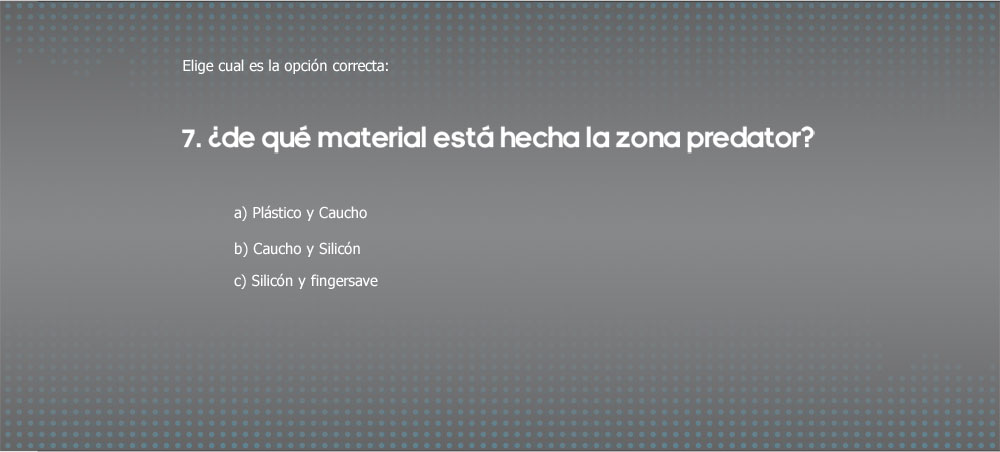 Elige cual es la opción correcta:
7. ¿de qué material está hecha la zona predator?
a) Plástico y Caucho
b) Caucho y Silicón
c) Silicón y fingersave